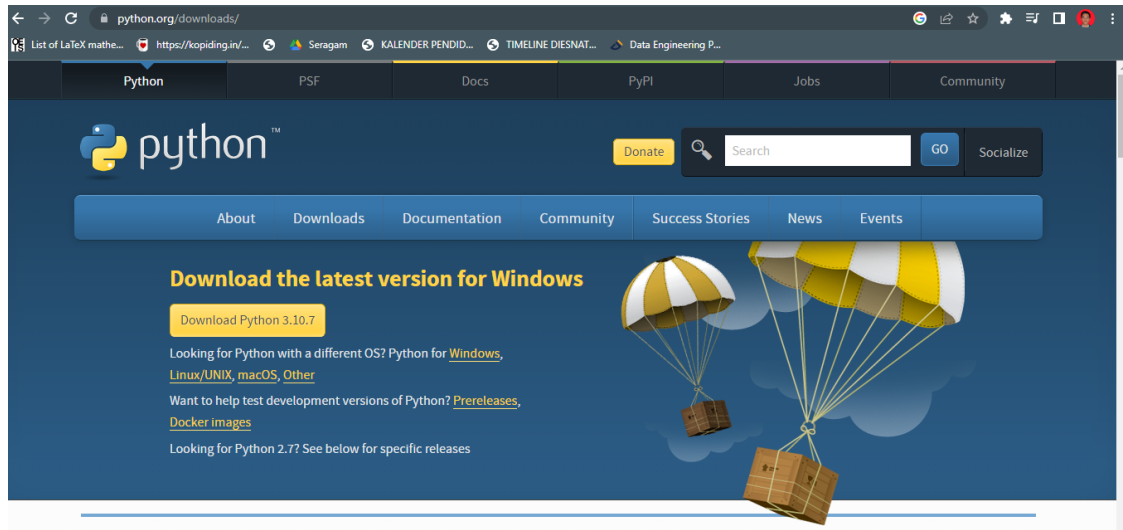 python.org/downloads/
List of LaTeX mathe... https://kopiding.in/... Seragam KALENDER PENDID... TIMELINE DIESNAT... Data Engineering P...
Python PSF Docs PyPI Jobs Community
python™
Donate Search GO Socialize
About Downloads Documentation Community Success Stories News Events
Download the latest version for Windows
Download Python 3.10.7
Looking for Python with a different OS? Python for Windows,
Linux/UNIX, macOS, Other
Want to help test development versions of Python? Prereleases,
Docker images
Looking for Python 2.7? See below for specific releases